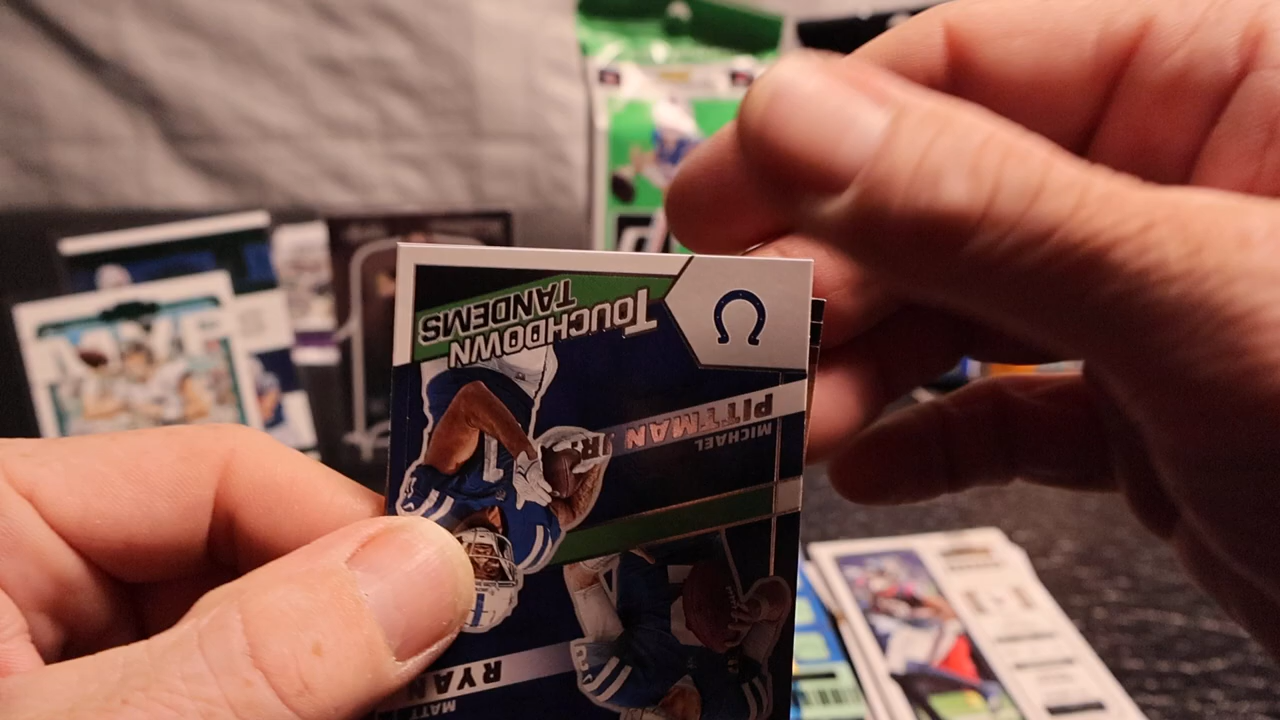 TOUCHDOWN
TANDEMS
MICHAEL
PITTMAN JR.
MATT
RYAN